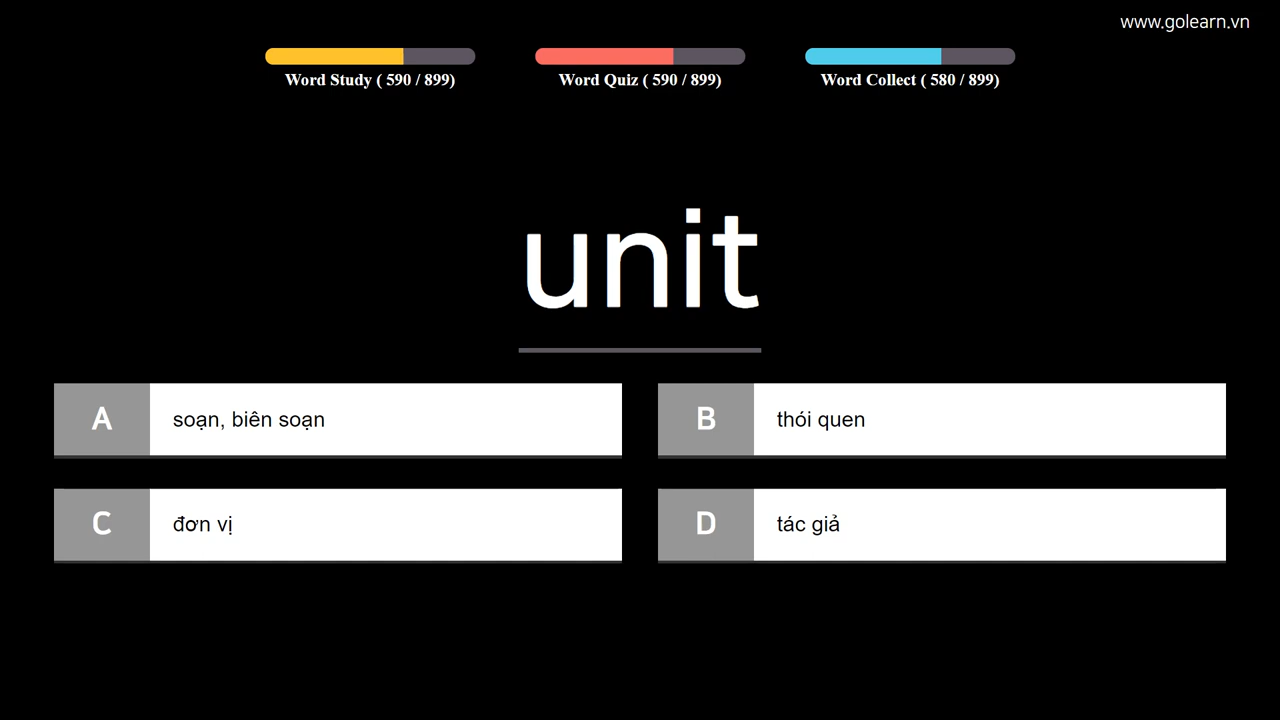 www.golearn.vn
Word Study ( 590 / 899)
Word Quiz ( 590 / 899)
Word Collect ( 580 / 899)
unit
A soạn, biên soạn
B thói quen
C đơn vị
D tác giả